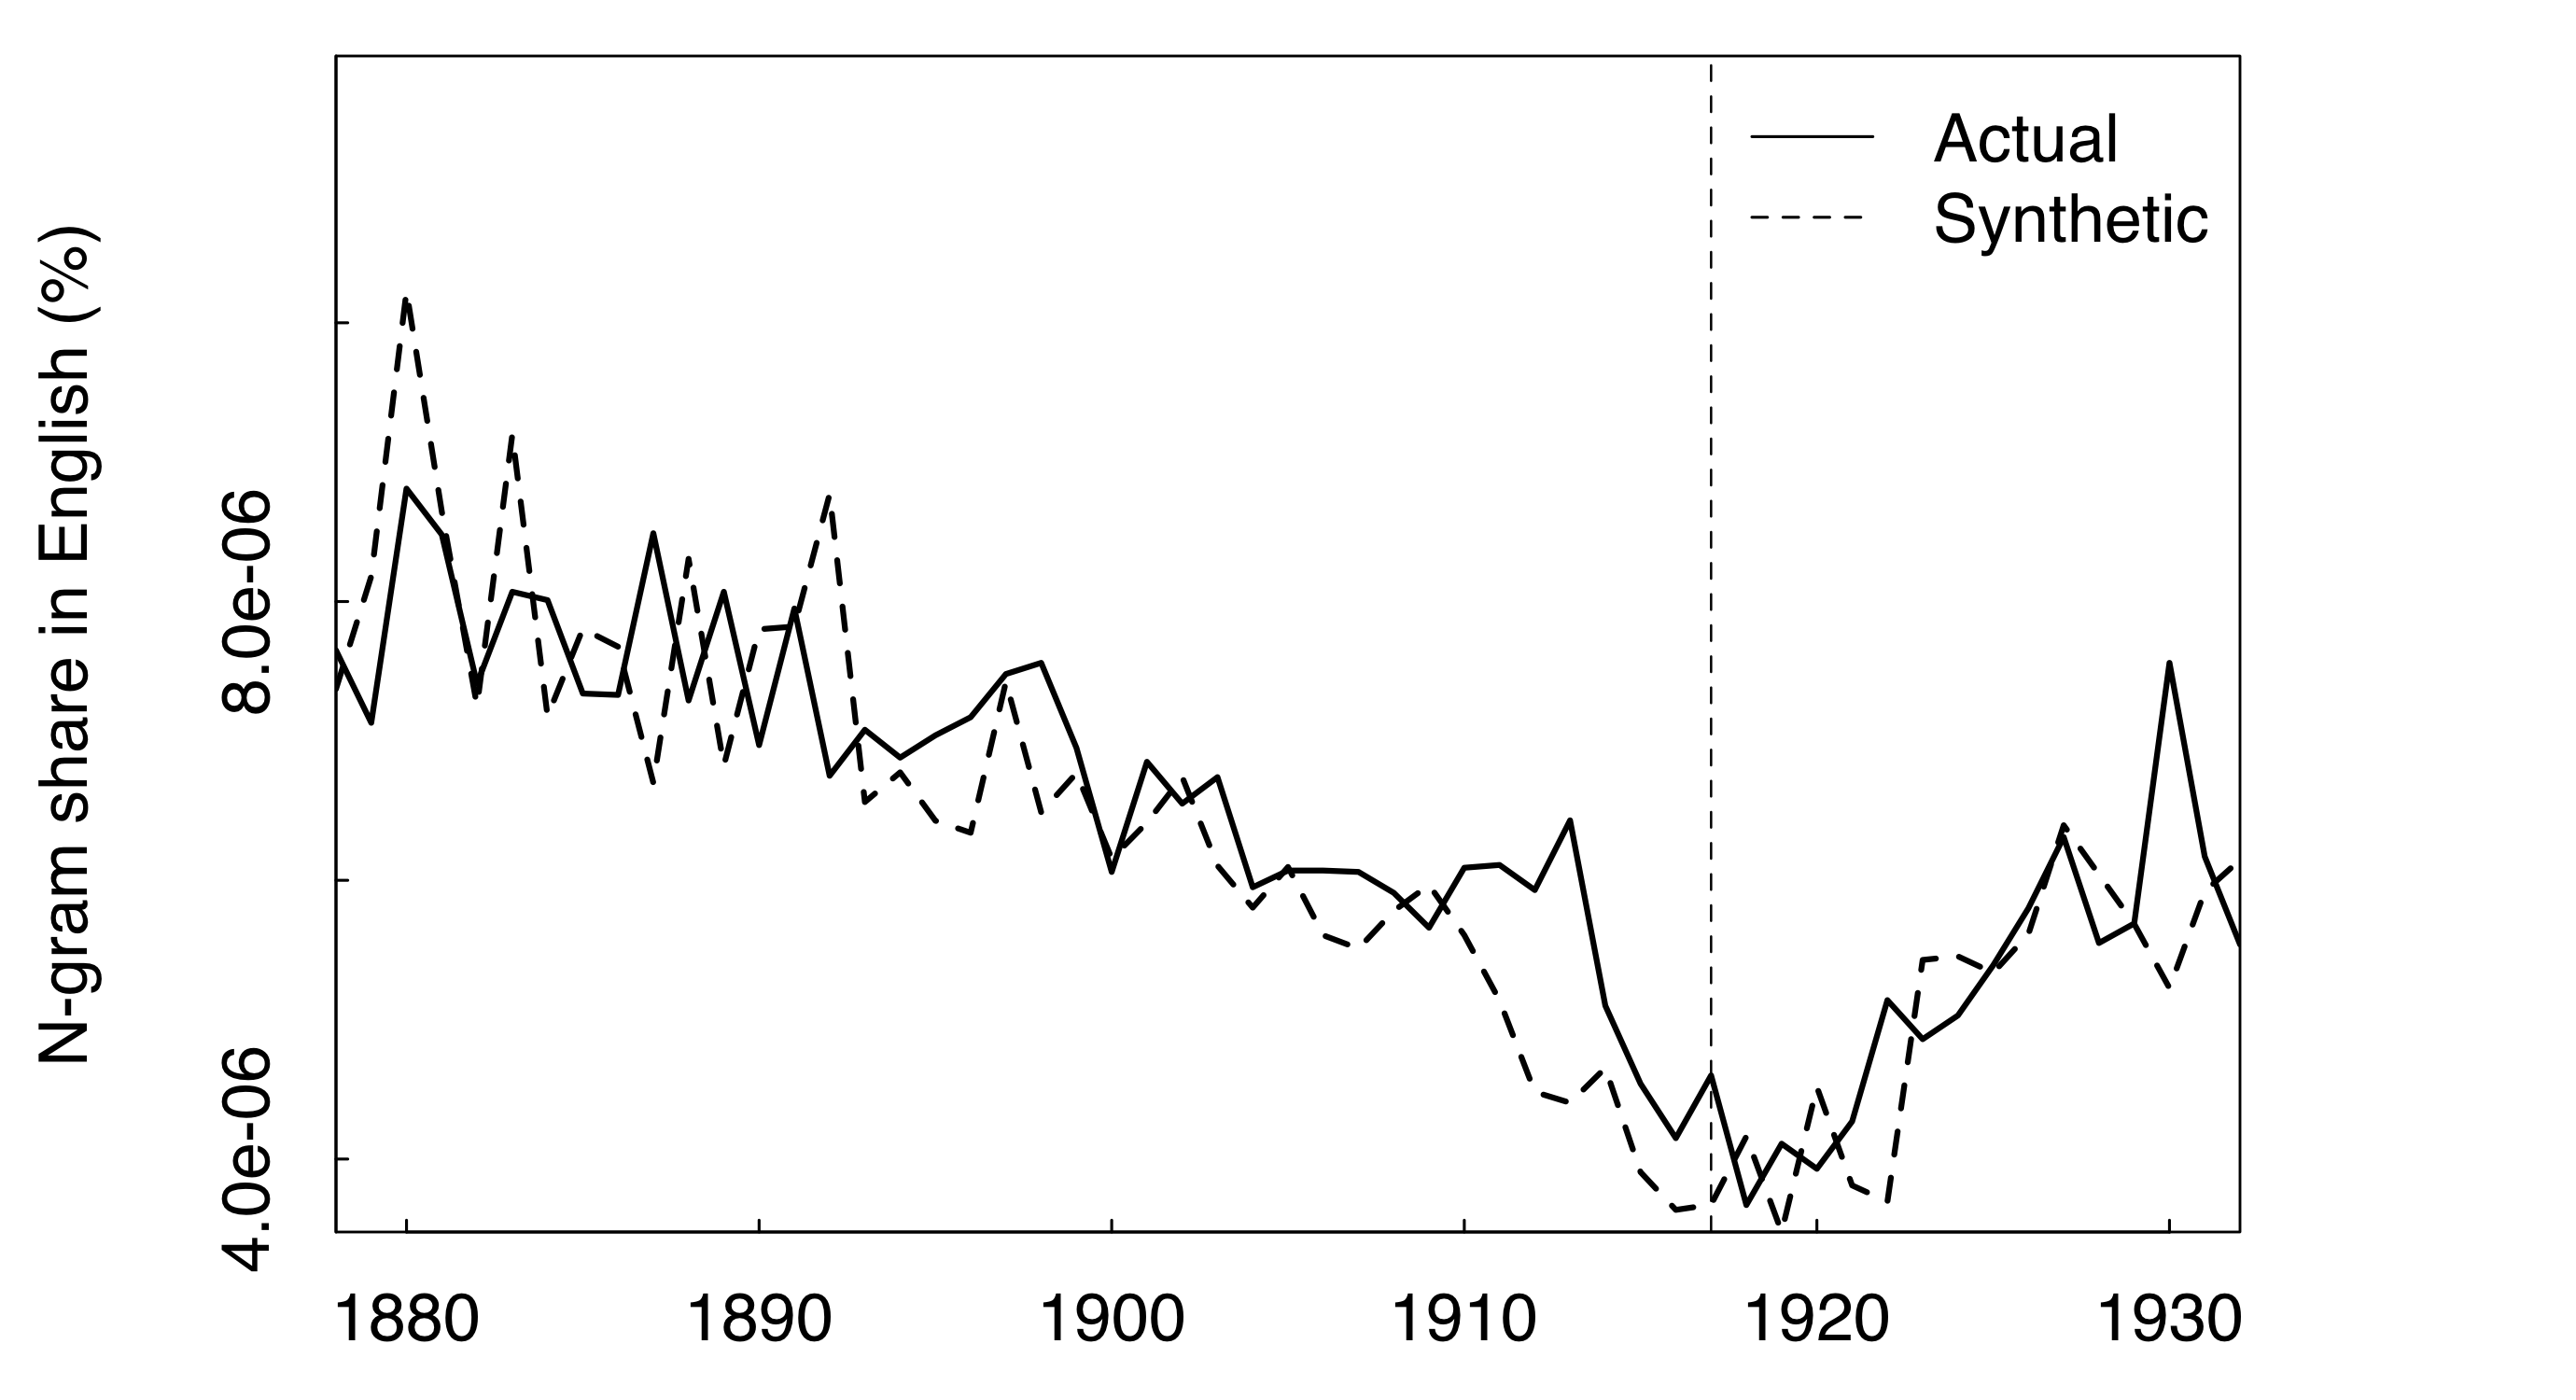 N-gram share in English (%)
8.0e-06
4.0e-06
Actual
Synthetic
1880 1890 1900 1910 1920 1930